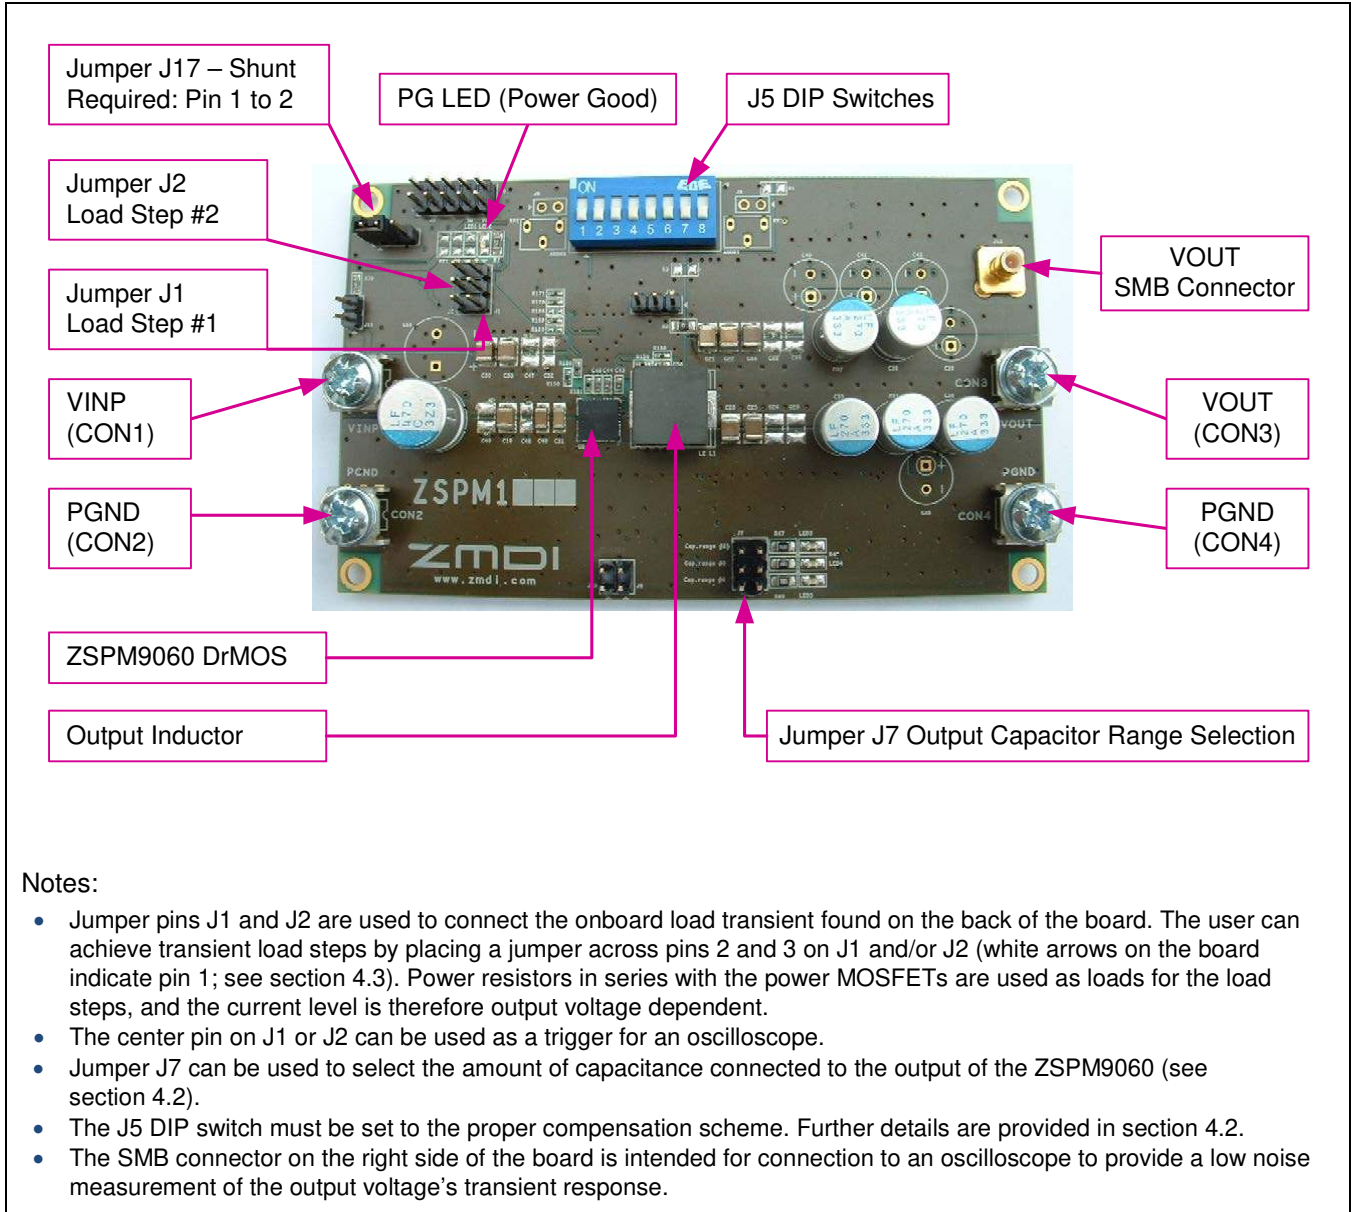 Jumper J17 – Shunt
Required: Pin 1 to 2
PG LED (Power Good)
J5 DIP Switches
Jumper J2
Load Step #2
Jumper J1
Load Step #1
VOUT
SMB Connector
VINP
(CON1)
VOUT
(CON3)
PGND
(CON2)
PGND
(CON4)
ON
1 2 3 4 5 6 7 8
CON3
VINP
VOUT
PGND
PGND
CON2
CON4
ZSPM1
ZMDI
www.zmdi.com
J7
ZSPM9060 DrMOS
Output Inductor
Jumper J7 Output Capacitor Range Selection
Notes:
• Jumper pins J1 and J2 are used to connect the onboard load transient found on the back of the board. The user can
achieve transient load steps by placing a jumper across pins 2 and 3 on J1 and/or J2 (white arrows on the board
indicate pin 1; see section 4.3). Power resistors in series with the power MOSFETs are used as loads for the load
steps, and the current level is therefore output voltage dependent.
• The center pin on J1 or J2 can be used as a trigger for an oscilloscope.
• Jumper J7 can be used to select the amount of capacitance connected to the output of the ZSPM9060 (see
section 4.2).
• The J5 DIP switch must be set to the proper compensation scheme. Further details are provided in section 4.2.
• The SMB connector on the right side of the board is intended for connection to an oscilloscope to provide a low noise
measurement of the output voltage’s transient response.